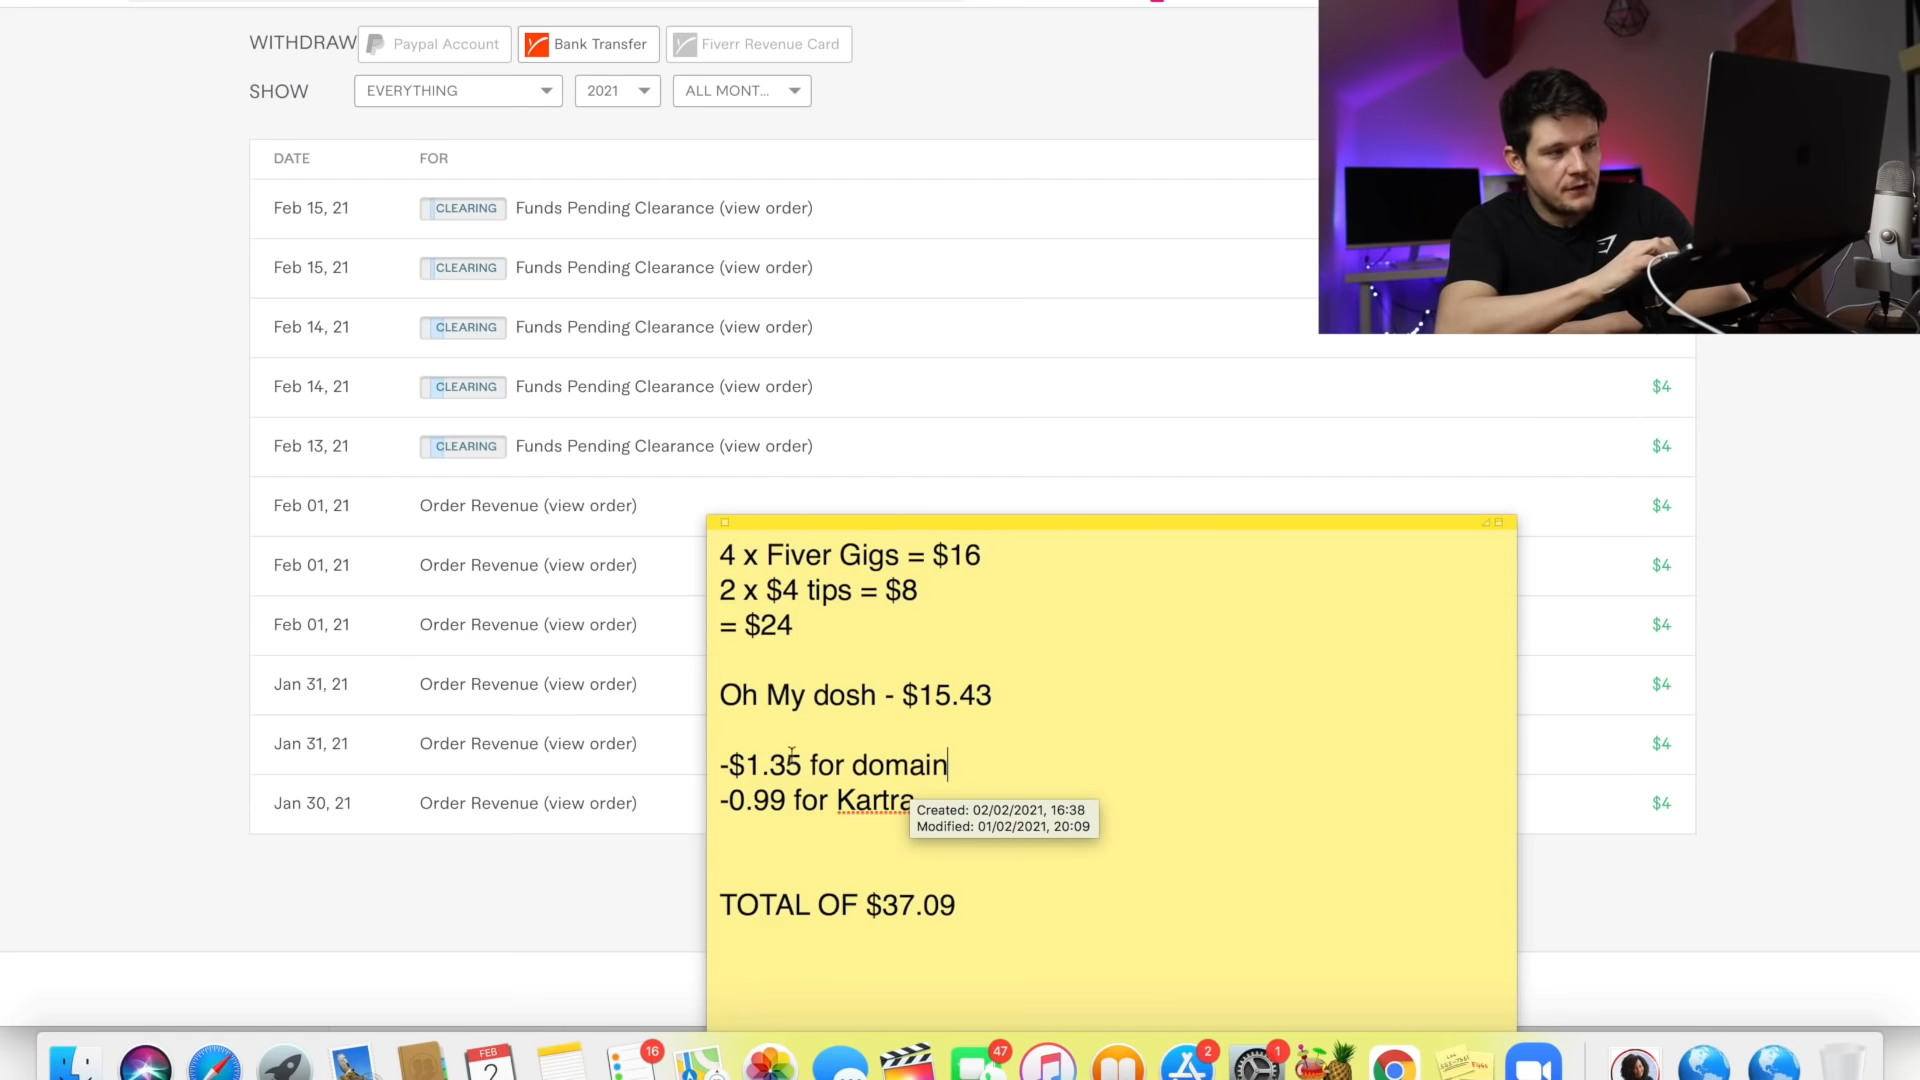 WITHDRAW Paypal Account Bank Transfer Fiverr Revenue Card
SHOW EVERYTHING 2021 ALL MONT...
DATE FOR
Feb 15, 21 CLEARING Funds Pending Clearance (view order)
Feb 15, 21 CLEARING Funds Pending Clearance (view order)
Feb 14, 21 CLEARING Funds Pending Clearance (view order)
Feb 14, 21 CLEARING Funds Pending Clearance (view order) $4
Feb 13, 21 CLEARING Funds Pending Clearance (view order) $4
Feb 01, 21 Order Revenue (view order) $4
Feb 01, 21 Order Revenue (view order) $4
Feb 01, 21 Order Revenue (view order) $4
Jan 31, 21 Order Revenue (view order) $4
Jan 31, 21 Order Revenue (view order) $4
Jan 30, 21 Order Revenue (view order) $4
4 x Fiver Gigs = $16
2 x $4 tips = $8
= $24
Oh My dosh - $15.43
-$1.35 for domain
-0.99 for Kartra
Created: 02/02/2021, 16:38
Modified: 01/02/2021, 20:09
TOTAL OF $37.09
FEB
2
16
47
2
1